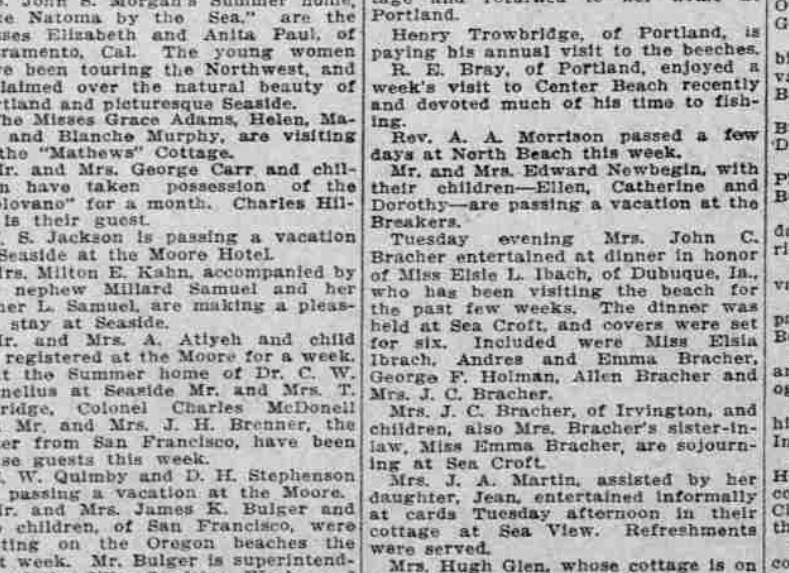 . John S. Morgan's Summer home,
e Natoma by the Sea," are the
ses Elizabeth and Anita Paul, of
ramento, Cal. The young women
e been touring the Northwest, and
laimed over the natural beauty of
rtland and picturesque Seaside.
he Misses Grace Adams, Helen, Ma-
and Blanche Murphy, are visiting
the "Mathews" Cottage.
r. and Mrs. George Carr and chil-
n have taken possession of the
lovano" for a month. Charles Hil-
is their guest.
. S. Jackson is passing a vacation
Seaside at the Moore Hotel.
rs. Milton E. Kahn, accompanied by
nephew Millard Samuel and her
her L. Samuel, are making a pleas-
stay at Seaside.
r. and Mrs. A. Atiyeh and child
registered at the Moore for a week.
t the Summer home of Dr. C. W.
nelius at Seaside Mr. and Mrs. T.
ridge, Colonel Charles McDonell
Mr. and Mrs. J. H. Brenner, the
er from San Francisco, have been
se guests this week.
. W. Quimby and D. H. Stephenson
passing a vacation at the Moore.
r. and Mrs. James K. Bulger and
children, of San Francisco, were
ting on the Oregon beaches the
t week. Mr. Bulger is superintend-
Portland.
Henry Trowbridge, of Portland, is
paying his annual visit to the beeches.
R. E. Bray, of Portland, enjoyed a
week's visit to Center Beach recently
and devoted much of his time to fish-
ing.
Rev. A. A. Morrison passed a few
days at North Beach this week.
Mr. and Mrs. Edward Newbegin, with
their children—Ellen, Catherine and
Dorothy—are passing a vacation at the
Breakers.
Tuesday evening Mrs. John C.
Bracher entertained at dinner in honor
of Miss Elsie L. Ibach, of Dubuque, Ia.,
who has been visiting the beach for
the past few weeks. The dinner was
held at Sea Croft, and covers were set
for six. Included were Miss Elsia
Ibrach, Andres and Emma Bracher,
George F. Holman, Allen Bracher and
Mrs. J. C. Bracher.
Mrs. J. C. Bracher, of Irvington, and
children, also Mrs. Bracher's sister-in-
law, Miss Emma Bracher, are sojourn-
ing at Sea Croft.
Mrs. J. A. Martin, assisted by her
daughter, Jean, entertained informally
at cards Tuesday afternoon in their
cottage at Sea View. Refreshments
were served.
Mrs. Hugh Glen, whose cottage is on